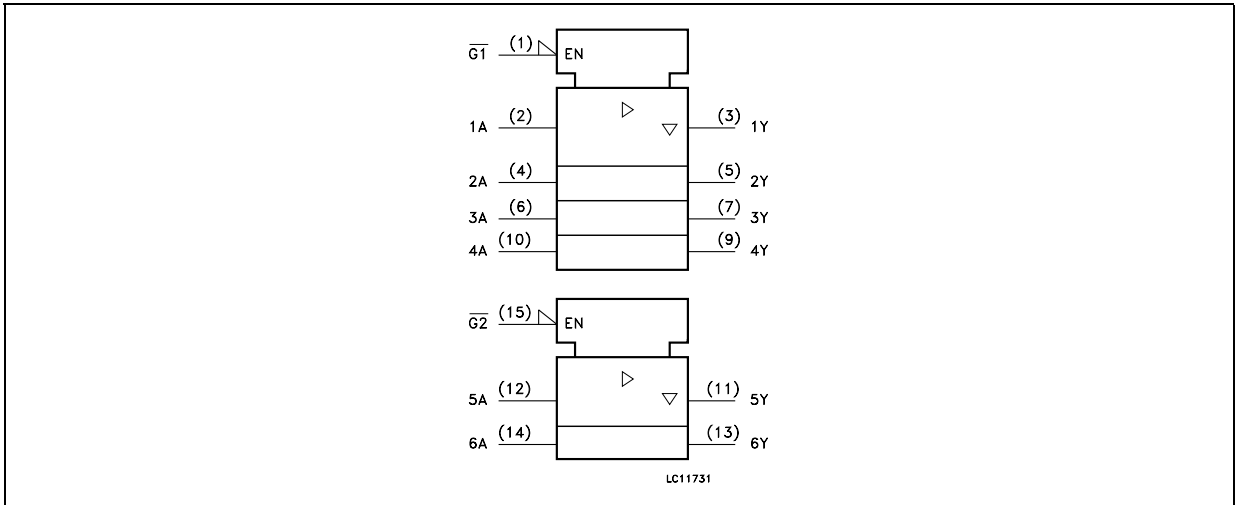 G1 (1) EN
1A (2) (3) 1Y
2A (4) (5) 2Y
3A (6) (7) 3Y
4A (10) (9) 4Y
G2 (15) EN
5A (12) (11) 5Y
6A (14) (13) 6Y
LC11731